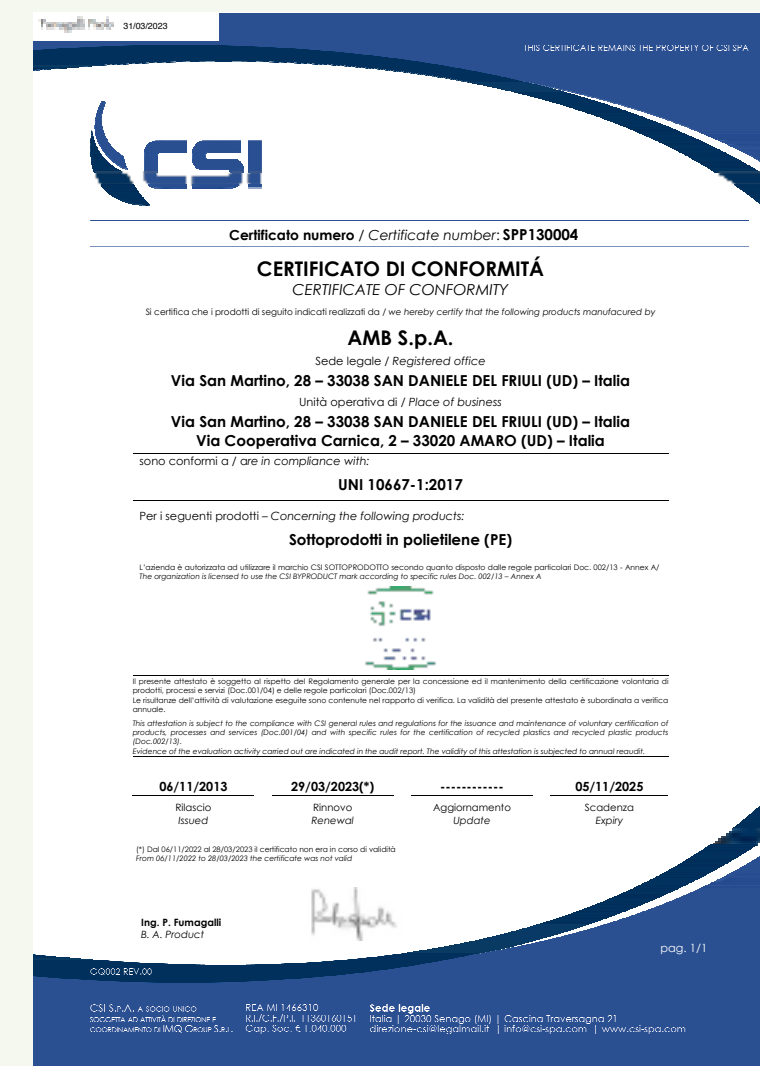 31/03/2023
THIS CERTIFICATE REMAINS THE PROPERTY OF CSI SPA
CSI
Certificato numero / Certificate number: SPP130004
CERTIFICATO DI CONFORMITÁ
CERTIFICATE OF CONFORMITY
Si certifica che i prodotti di seguito indicati realizzati da / we hereby certify that the following products manufacured by
AMB S.p.A.
Sede legale / Registered office
Via San Martino, 28 – 33038 SAN DANIELE DEL FRIULI (UD) – Italia
Unità operativa di / Place of business
Via San Martino, 28 – 33038 SAN DANIELE DEL FRIULI (UD) – Italia
Via Cooperativa Carnica, 2 – 33020 AMARO (UD) – Italia
sono conformi a / are in compliance with:
UNI 10667-1:2017
Per i seguenti prodotti – Concerning the following products:
Sottoprodotti in polietilene (PE)
L'azienda è autorizzata ad utilizzare il marchio CSI SOTTOPRODOTTO secondo quanto disposto dalle regole particolari Doc. 002/13 - Annex A/
The organization is licensed to use the CSI BYPRODUCT mark according to specific rules Doc. 002/13 – Annex A
CSI
Il presente attestato è soggetto al rispetto del Regolamento generale per la concessione ed il mantenimento della certificazione volontaria di
prodotti, processi e servizi (Doc.001/04) e delle regole particolari (Doc.002/13)
Le risultanze dell'attività di valutazione eseguite sono contenute nel rapporto di verifica. La validità del presente attestato è subordinata a verifica
annuale.
This attestation is subject to the compliance with CSI general rules and regulations for the issuance and maintenance of voluntary certification of
products, processes and services (Doc.001/04) and with specific rules for the certification of recycled plastics and recycled plastic products
(Doc.002/13).
Evidence of the evaluation activity carried out are indicated in the audit report. The validity of this attestation is subjected to annual reaudit.
06/11/2013 29/03/2023(*) ------------ 05/11/2025
Rilascio Rinnovo Aggiornamento Scadenza
Issued Renewal Update Expiry
(*) Dal 06/11/2022 al 28/03/2023 il certificato non era in corso di validità
From 06/11/2022 to 28/03/2023 the certificate was not valid
Ing. P. Fumagalli
B. A. Product
pag. 1/1
CQ002 REV.00
CSI S.P.A. A SOCIO UNICO REA MI 1466310 Sede legale
SOGGETTA AD ATTIVITÀ DI DIREZIONE E R.I./C.F./P.I. 11360160151 Italia | 20030 Senago (MI) | Cascina Traversagna 21
COORDINAMENTO DI IMQ GROUP S.R.L. Cap. Soc. € 1.040.000 direzione-csi@legalmail.it | info@csi-spa.com | www.csi-spa.com